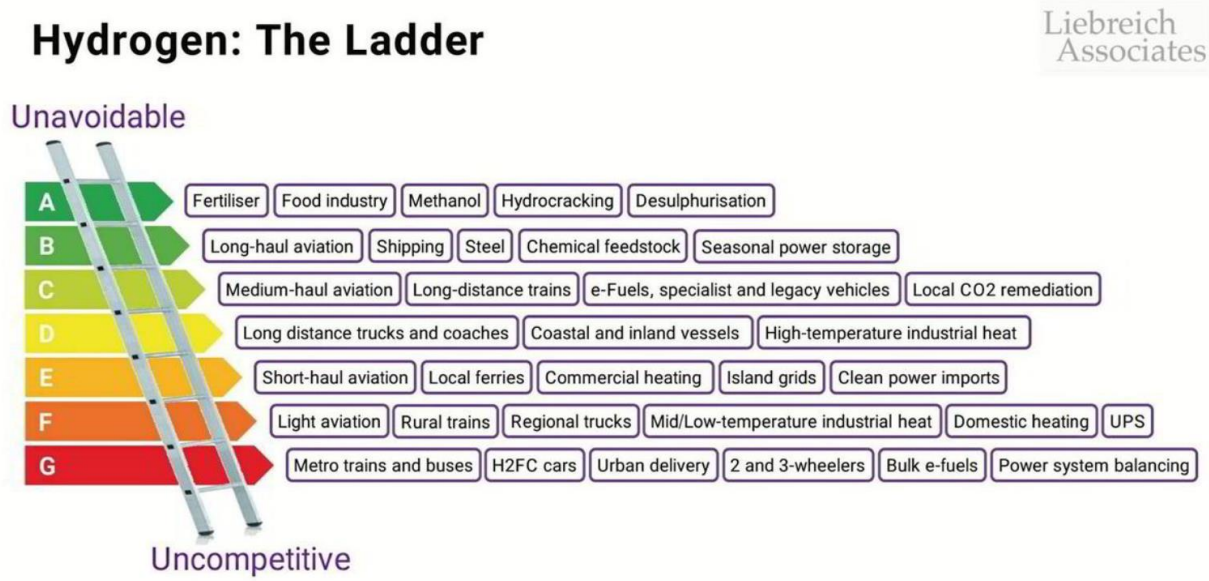 Hydrogen: The Ladder
Liebreich
Associates
Unavoidable
A Fertiliser Food industry Methanol Hydrocracking Desulphurisation
B Long-haul aviation Shipping Steel Chemical feedstock Seasonal power storage
C Medium-haul aviation Long-distance trains e-Fuels, specialist and legacy vehicles Local CO2 remediation
D Long distance trucks and coaches Coastal and inland vessels High-temperature industrial heat
E Short-haul aviation Local ferries Commercial heating Island grids Clean power imports
F Light aviation Rural trains Regional trucks Mid/Low-temperature industrial heat Domestic heating UPS
G Metro trains and buses H2FC cars Urban delivery 2 and 3-wheelers Bulk e-fuels Power system balancing
Uncompetitive